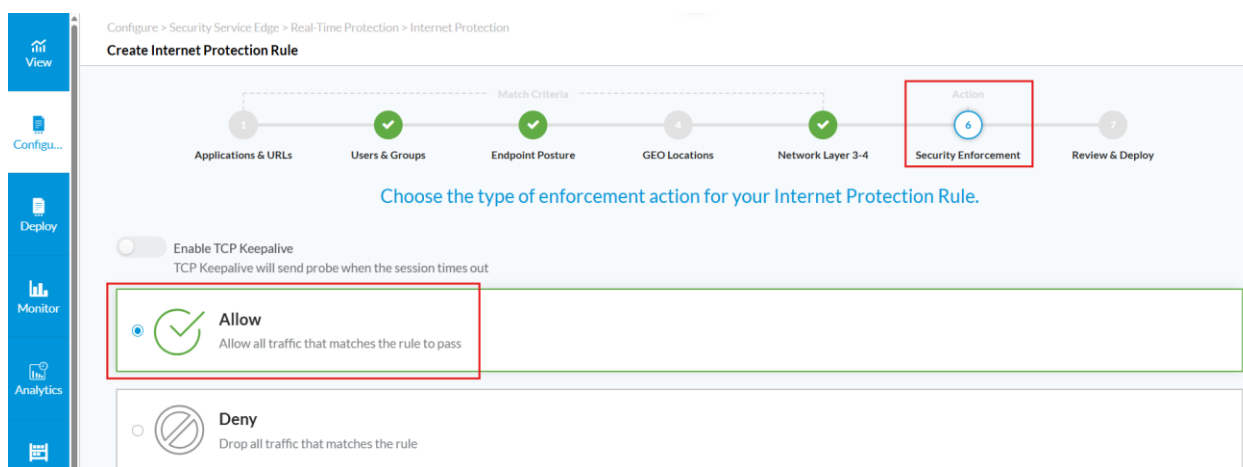 Configure > Security Service Edge > Real-Time Protection > Internet Protection
Create Internet Protection Rule
View
Configu...
Deploy
Monitor
Analytics
Match Criteria
Action
1
4
6
7
Applications & URLs
Users & Groups
Endpoint Posture
GEO Locations
Network Layer 3-4
Security Enforcement
Review & Deploy
Choose the type of enforcement action for your Internet Protection Rule.
Enable TCP Keepalive
TCP Keepalive will send probe when the session times out
Allow
Allow all traffic that matches the rule to pass
Deny
Drop all traffic that matches the rule